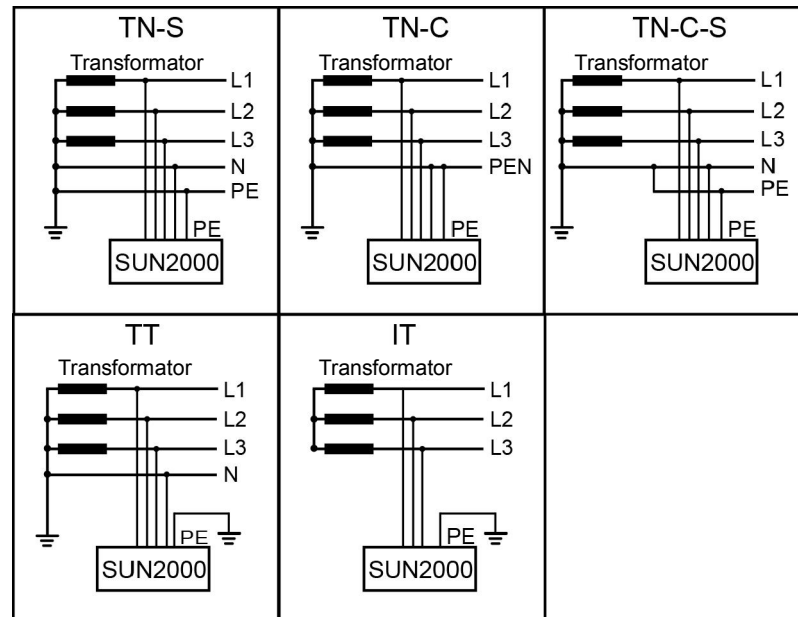 TN-S
Transformator
L1
L2
L3
N
PE
PE
SUN2000
TN-C
Transformator
L1
L2
L3
PEN
PE
SUN2000
TN-C-S
Transformator
L1
L2
L3
N
PE
PE
SUN2000
TT
Transformator
L1
L2
L3
N
PE
SUN2000
IT
Transformator
L1
L2
L3
PE
SUN2000